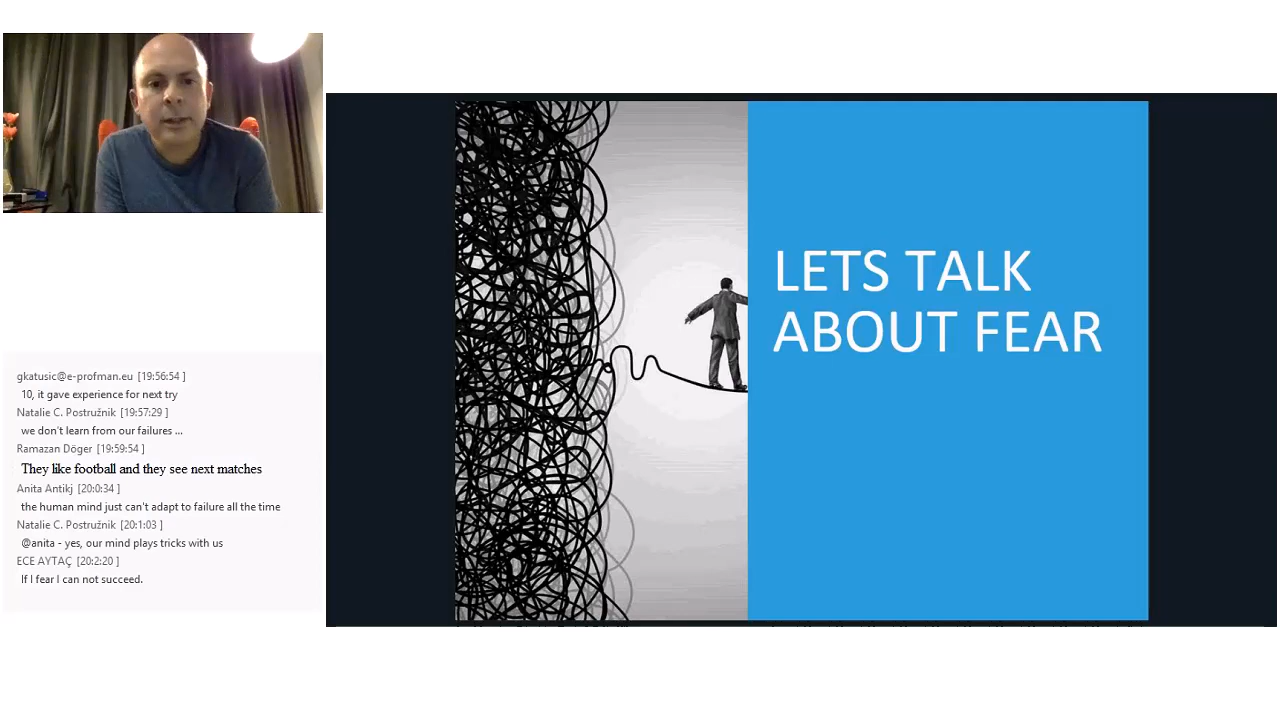 gkatusic@e-profman.eu [19:56:54 ]
10, it gave experience for next try
Natalie C. Postružnik [19:57:29 ]
we don't learn from our failures ...
Ramazan Döger [19:59:54 ]
They like football and they see next matches
Anita Antikj [20:0:34 ]
the human mind just can't adapt to failure all the time
Natalie C. Postružnik [20:1:03 ]
@anita - yes, our mind plays tricks with us
ECE AYTAÇ [20:2:20 ]
If I fear I can not succeed.
LETS TALK
ABOUT FEAR